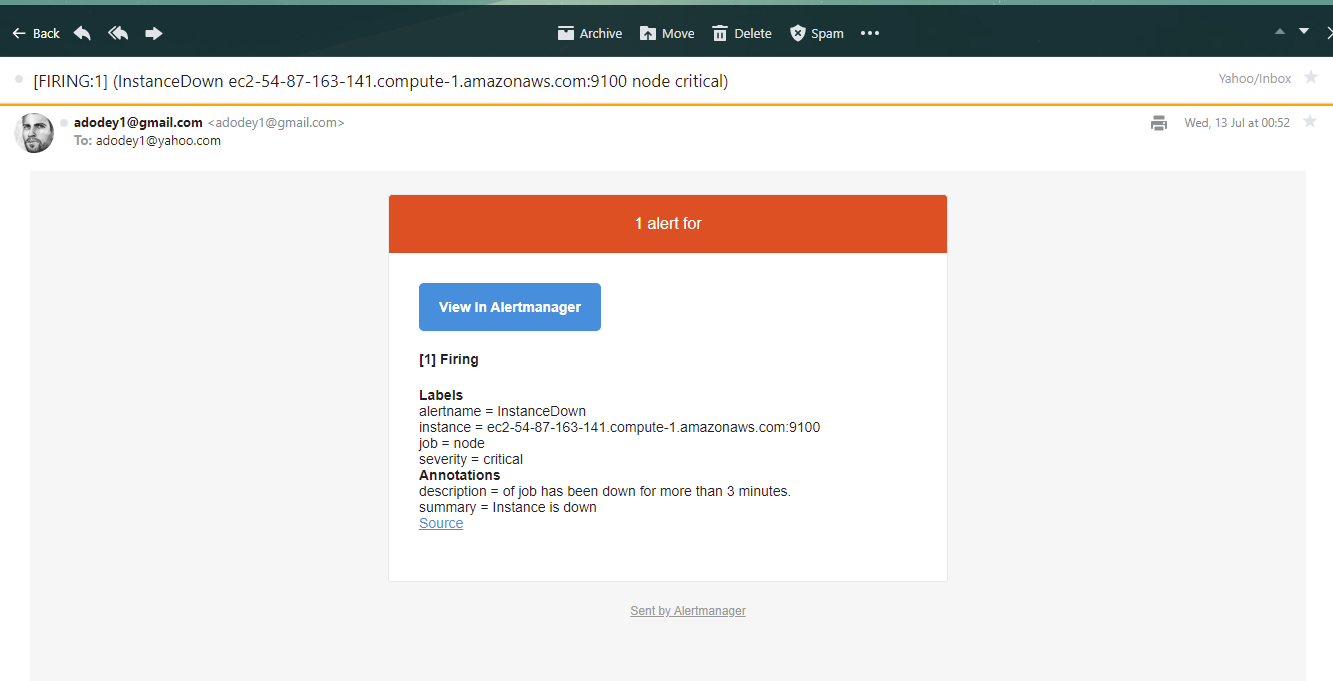 Back
Archive Move Delete Spam
[FIRING:1] (InstanceDown ec2-54-87-163-141.compute-1.amazonaws.com:9100 node critical)
Yahoo/Inbox
adodey1@gmail.com <adodey1@gmail.com>
Wed, 13 Jul at 00:52
To: adodey1@yahoo.com
1 alert for
View In Alertmanager
[1] Firing
Labels
alertname = InstanceDown
instance = ec2-54-87-163-141.compute-1.amazonaws.com:9100
job = node
severity = critical
Annotations
description = of job has been down for more than 3 minutes.
summary = Instance is down
Source
Sent by Alertmanager